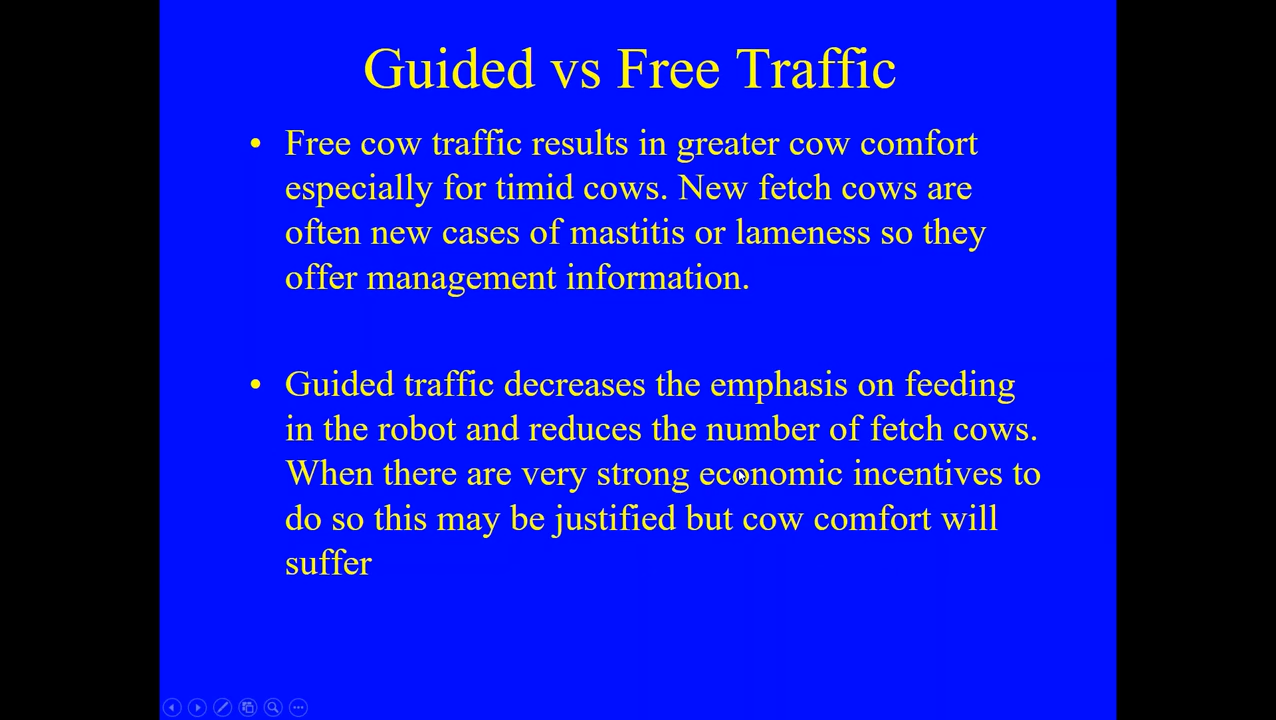 Guided vs Free Traffic
• Free cow traffic results in greater cow comfort
especially for timid cows. New fetch cows are
often new cases of mastitis or lameness so they
offer management information.
• Guided traffic decreases the emphasis on feeding
in the robot and reduces the number of fetch cows.
When there are very strong economic incentives to
do so this may be justified but cow comfort will
suffer